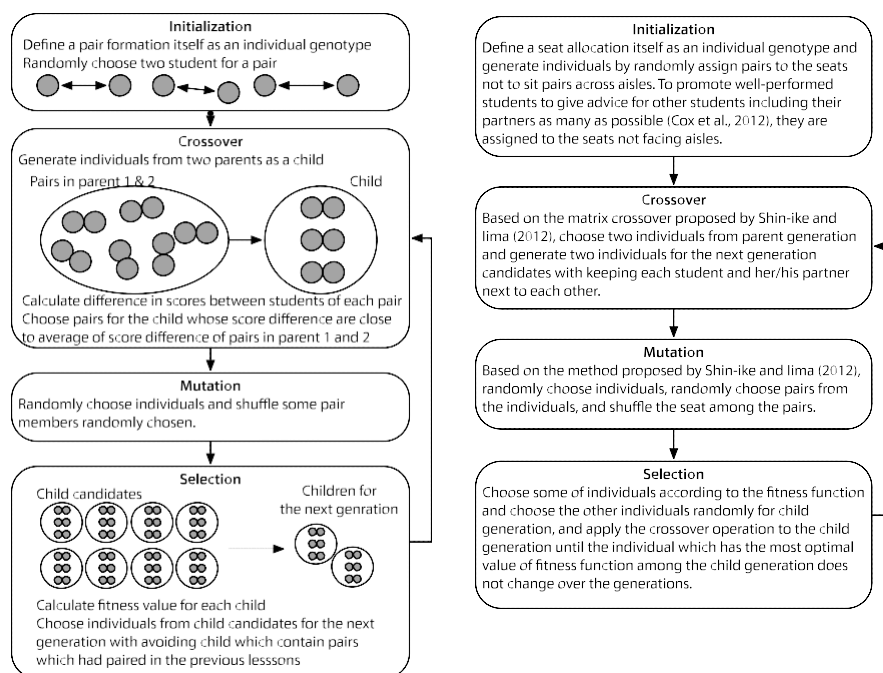 Initialization
Define a pair formation itself as an individual genotype
Randomly choose two student for a pair
Crossover
Generate individuals from two parents as a child
Pairs in parent 1 & 2
Child
Calculate difference in scores between students of each pair
Choose pairs for the child whose score difference are close
to average of score difference of pairs in parent 1 and 2
Mutation
Randomly choose individuals and shuffle some pair
members randomly chosen.
Selection
Child candidates
Children for
the next genration
Calculate fitness value for each child
Choose individuals from child candidates for the next
generation with avoiding child which contain pairs
which had paired in the previous lesssons
Initialization
Define a seat allocation itself as an individual genotype and
generate individuals by randomly assign pairs to the seats
not to sit pairs across aisles. To promote well-performed
students to give advice for other students including their
partners as many as possible (Cox et al., 2012), they are
assigned to the seats not facing aisles.
Crossover
Based on the matrix crossover proposed by Shin-ike and
Iima (2012), choose two individuals from parent generation
and generate two individuals for the next generation
candidates with keeping each student and her/his partner
next to each other.
Mutation
Based on the method proposed by Shin-ike and Iima (2012),
randomly choose individuals, randomly choose pairs from
the individuals, and shuffle the seat among the pairs.
Selection
Choose some of individuals according to the fitness function
and choose the other individuals randomly for child
generation, and apply the crossover operation to the child
generation until the individual which has the most optimal
value of fitness function among the child generation does
not change over the generations.